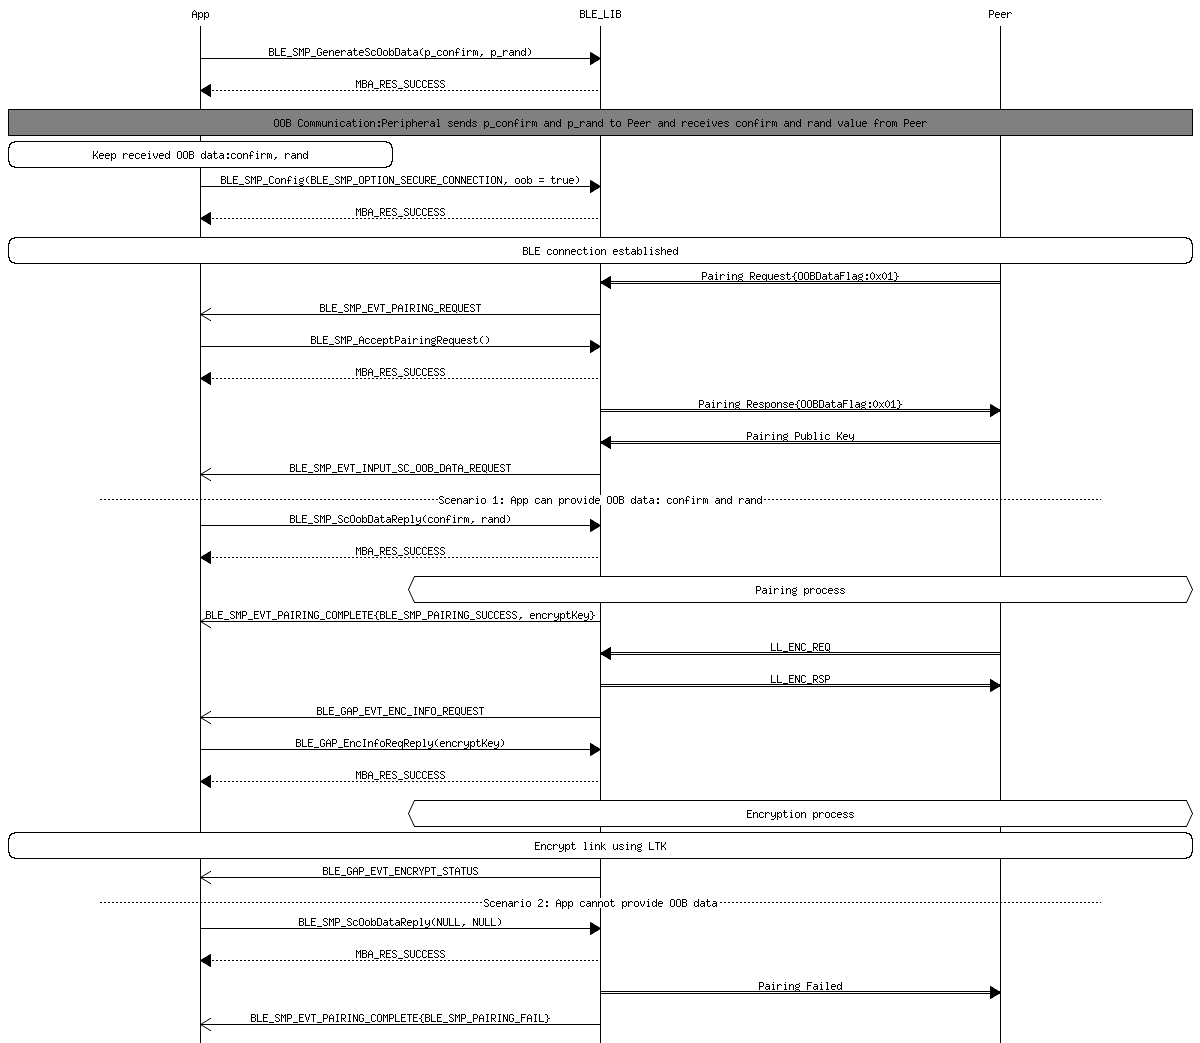 App BLE_LIB Peer
BLE_SMP_GenerateScOobData(p_confirm, p_rand)
MBA_RES_SUCCESS
OOB Communication:Peripheral sends p_confirm and p_rand to Peer and receives confirm and rand value from Peer
Keep received OOB data:confirm, rand
BLE_SMP_Config(BLE_SMP_OPTION_SECURE_CONNECTION, oob = true)
MBA_RES_SUCCESS
BLE connection established
Pairing Request{OOBDataFlag:0x01}
BLE_SMP_EVT_PAIRING_REQUEST
BLE_SMP_AcceptPairingRequest()
MBA_RES_SUCCESS
Pairing Response{OOBDataFlag:0x01}
Pairing Public Key
BLE_SMP_EVT_INPUT_SC_OOB_DATA_REQUEST
Scenario 1: App can provide OOB data: confirm and rand
BLE_SMP_ScOobDataReply(confirm, rand)
MBA_RES_SUCCESS
Pairing process
BLE_SMP_EVT_PAIRING_COMPLETE{BLE_SMP_PAIRING_SUCCESS, encryptKey}
LL_ENC_REQ
LL_ENC_RSP
BLE_GAP_EVT_ENC_INFO_REQUEST
BLE_GAP_EncInfoReqReply(encryptKey)
MBA_RES_SUCCESS
Encryption process
Encrypt link using LTK
BLE_GAP_EVT_ENCRYPT_STATUS
Scenario 2: App cannot provide OOB data
BLE_SMP_ScOobDataReply(NULL, NULL)
MBA_RES_SUCCESS
Pairing Failed
BLE_SMP_EVT_PAIRING_COMPLETE{BLE_SMP_PAIRING_FAIL}